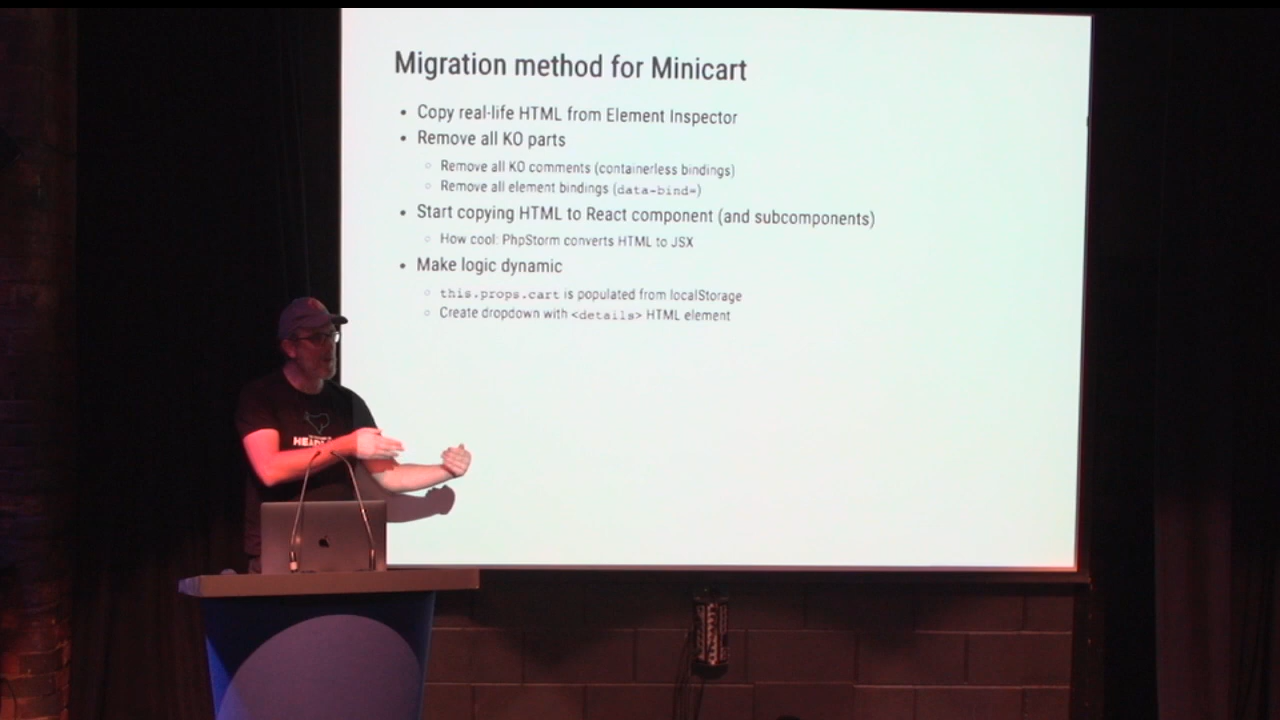 Migration method for Minicart
• Copy real-life HTML from Element Inspector
• Remove all KO parts
○ Remove all KO comments (containerless bindings)
○ Remove all element bindings (data-bind=)
• Start copying HTML to React component (and subcomponents)
○ How cool: PhpStorm converts HTML to JSX
• Make logic dynamic
○ this.props.cart is populated from localStorage
○ Create dropdown with <details> HTML element